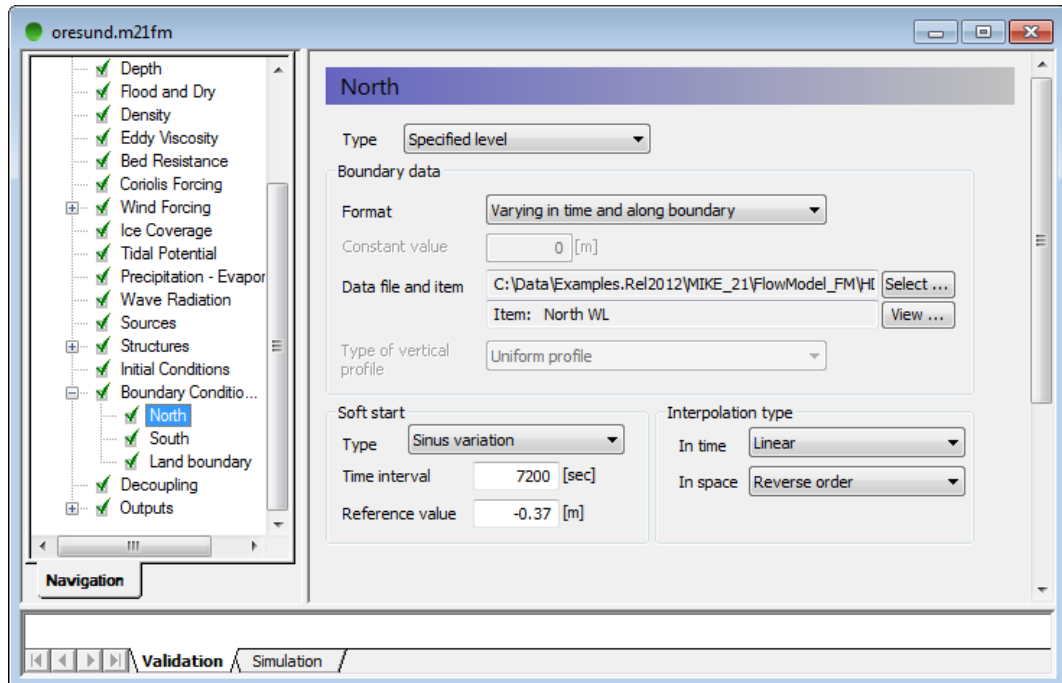 oresund.m21fm
Depth
Flood and Dry
Density
Eddy Viscosity
Bed Resistance
Coriolis Forcing
Wind Forcing
Ice Coverage
Tidal Potential
Precipitation - Evapor
Wave Radiation
Sources
Structures
Initial Conditions
Boundary Conditio...
North
South
Land boundary
Decoupling
Outputs
Navigation
North
Type Specified level
Boundary data
Format Varying in time and along boundary
Constant value 0 [m]
Data file and item C:\Data\Examples.Rel2012\MIKE_21\FlowModel_FM\HI Select ...
Item: North WL View ...
Type of vertical
profile
Uniform profile
Soft start
Type Sinus variation
Time interval 7200 [sec]
Reference value -0.37 [m]
Interpolation type
In time Linear
In space Reverse order
Validation Simulation